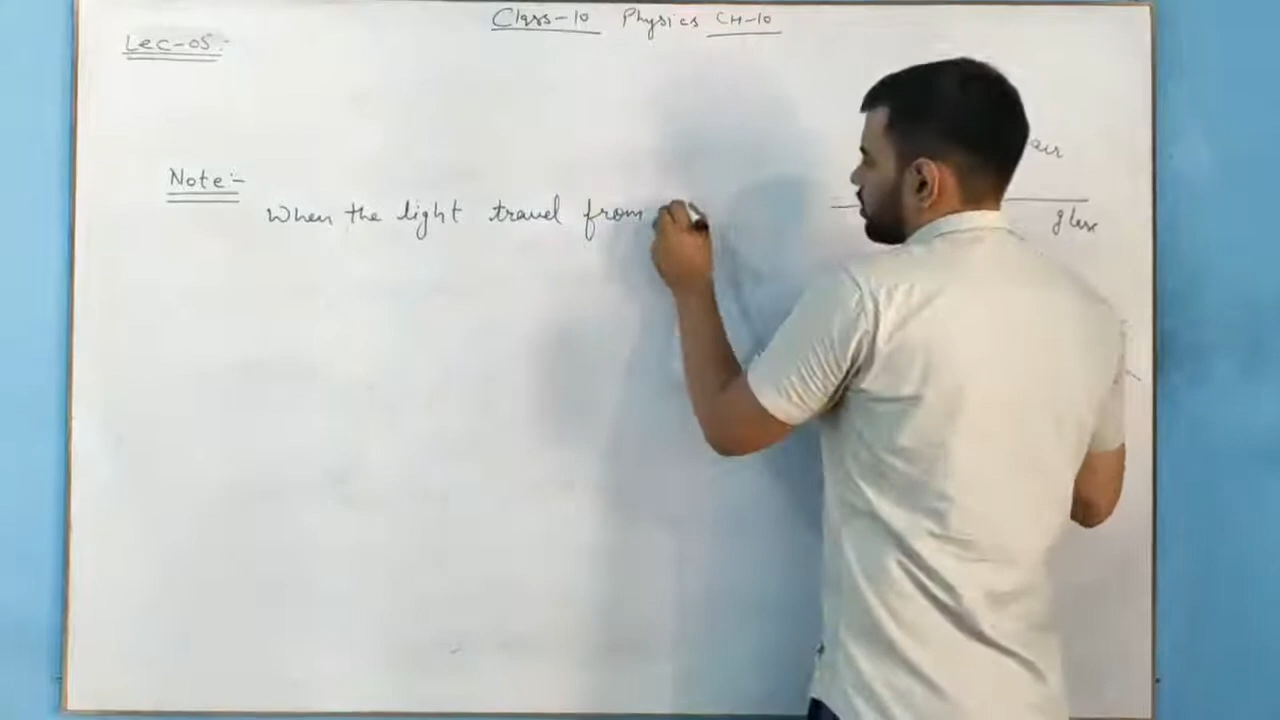 Class-10 Physics CH-10
Lec-05:-
air
Note:-
When the light travel from
glass